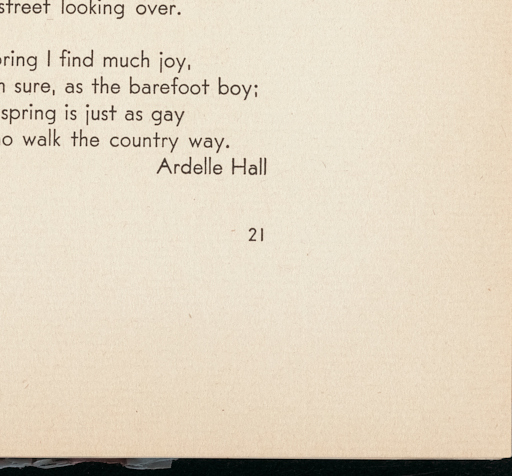 street looking over.
I find much joy,
sure, as the barefoot boy;
spring is just as gay
walk the country way.
Ardelle Hall
21